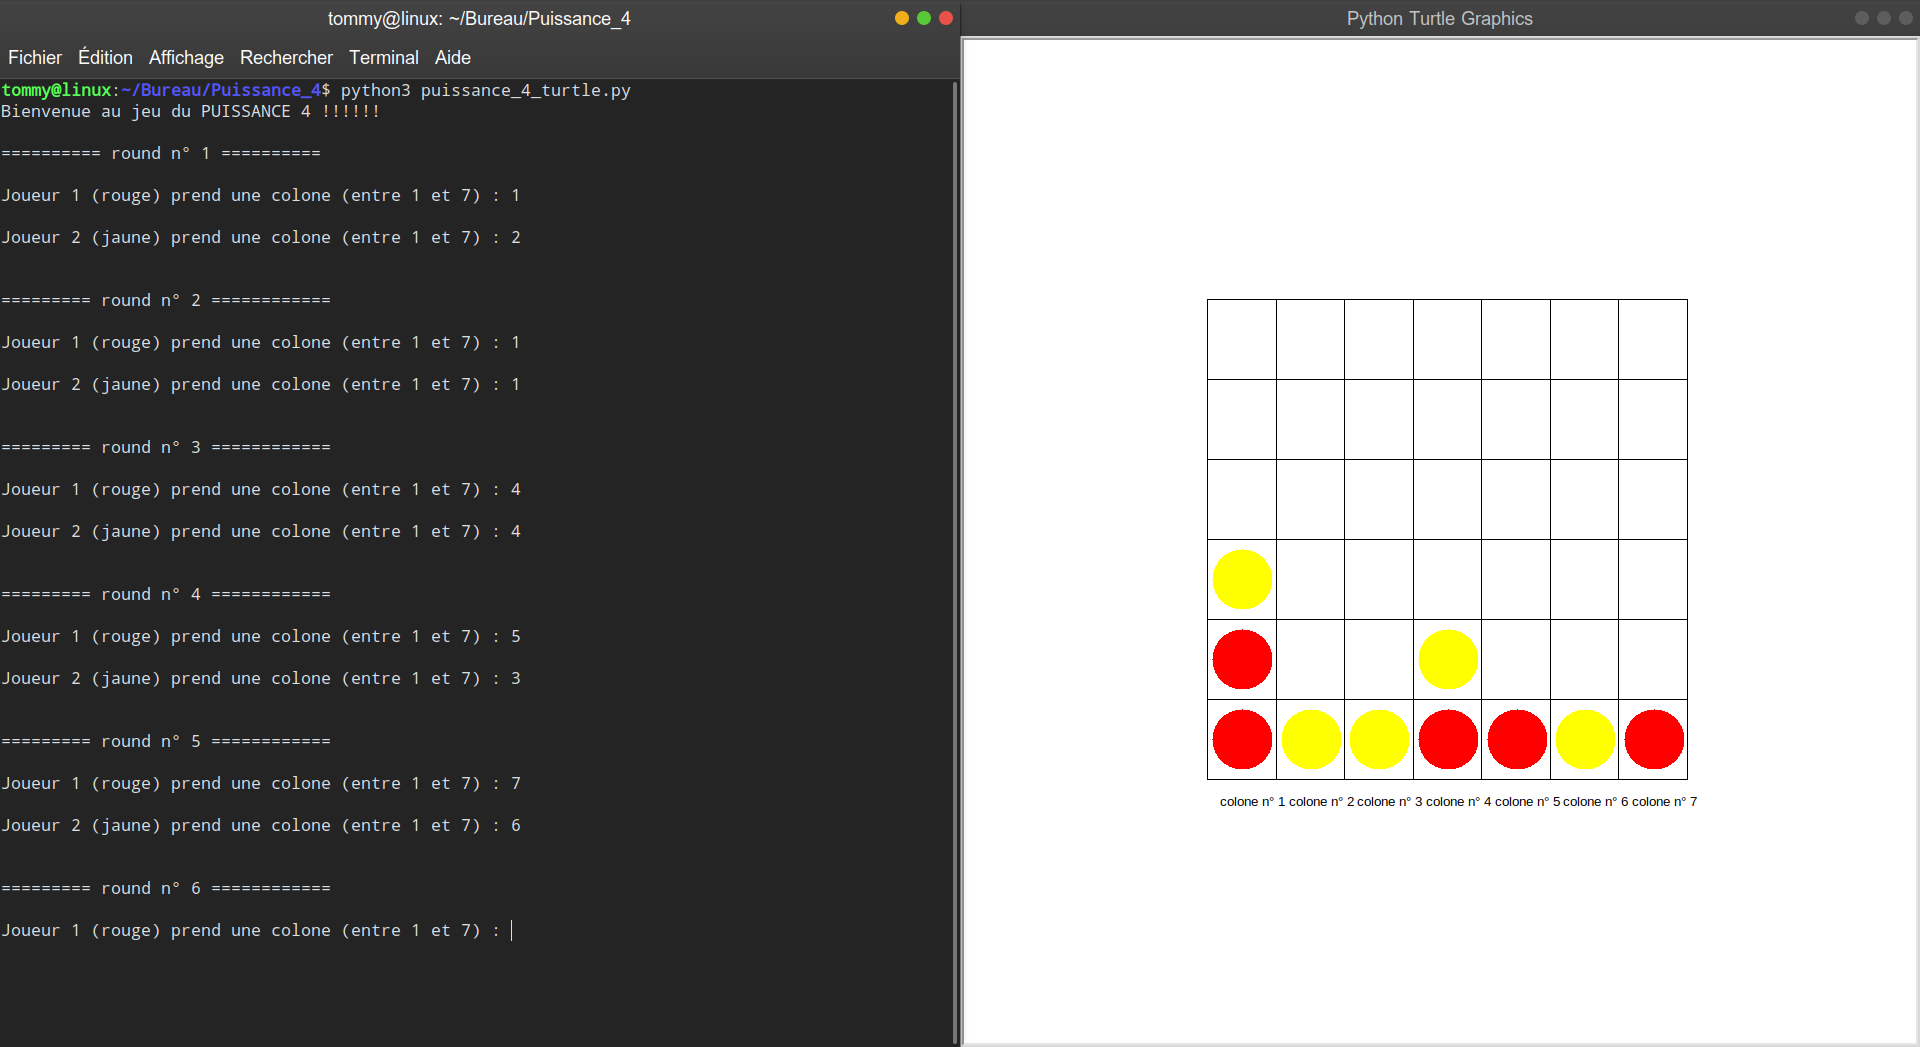 tommy@linux: ~/Bureau/Puissance_4
Fichier Édition Affichage Rechercher Terminal Aide
tommy@linux:~/Bureau/Puissance_4$ python3 puissance_4_turtle.py
Bienvenue au jeu du PUISSANCE 4 !!!!!!
========== round n° 1 ==========
Joueur 1 (rouge) prend une colone (entre 1 et 7) : 1
Joueur 2 (jaune) prend une colone (entre 1 et 7) : 2
========= round n° 2 ============
Joueur 1 (rouge) prend une colone (entre 1 et 7) : 1
Joueur 2 (jaune) prend une colone (entre 1 et 7) : 1
========= round n° 3 ============
Joueur 1 (rouge) prend une colone (entre 1 et 7) : 4
Joueur 2 (jaune) prend une colone (entre 1 et 7) : 4
========= round n° 4 ============
Joueur 1 (rouge) prend une colone (entre 1 et 7) : 5
Joueur 2 (jaune) prend une colone (entre 1 et 7) : 3
========= round n° 5 ============
Joueur 1 (rouge) prend une colone (entre 1 et 7) : 7
Joueur 2 (jaune) prend une colone (entre 1 et 7) : 6
========= round n° 6 ============
Joueur 1 (rouge) prend une colone (entre 1 et 7) :
Python Turtle Graphics
colone n° 1 colone n° 2 colone n° 3 colone n° 4 colone n° 5 colone n° 6 colone n° 7